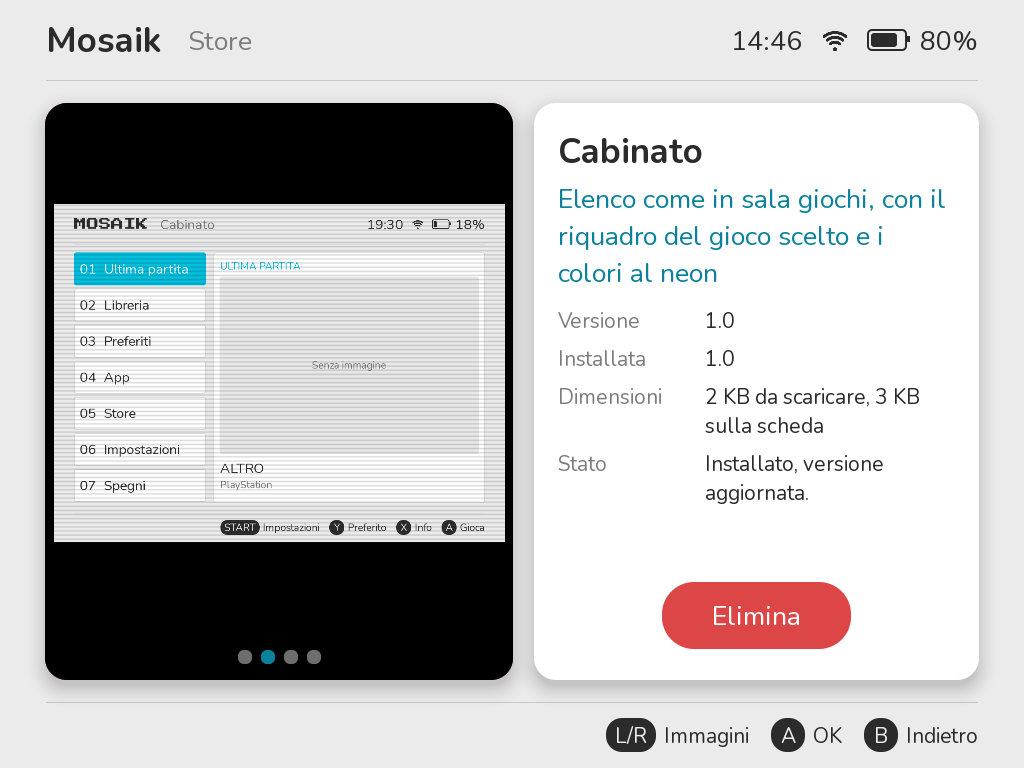 Mosaik Store 14:46 80%
MOSAIK Cabinato 19:30 18%
01 Ultima partita
02 Libreria
03 Preferiti
04 App
05 Store
06 Impostazioni
07 Spegni
ULTIMA PARTITA
Senza immagine
ALTRO
PlayStation
START Impostazioni Y Preferito X Info A Gioca
Cabinato
Elenco come in sala giochi, con il
riquadro del gioco scelto e i
colori al neon
Versione 1.0
Installata 1.0
Dimensioni 2 KB da scaricare, 3 KB
sulla scheda
Stato Installato, versione
aggiornata.
Elimina
L/R Immagini A OK B Indietro